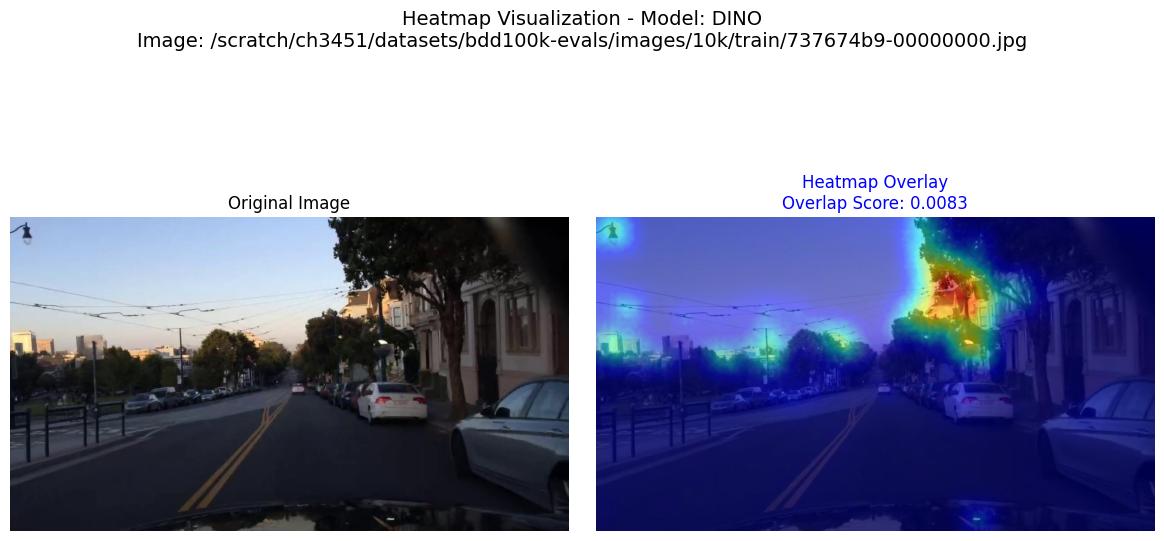 Heatmap Visualization - Model: DINO
Image: /scratch/ch3451/datasets/bdd100k-evals/images/10k/train/737674b9-00000000.jpg
Original Image
Heatmap Overlay
Overlap Score: 0.0083